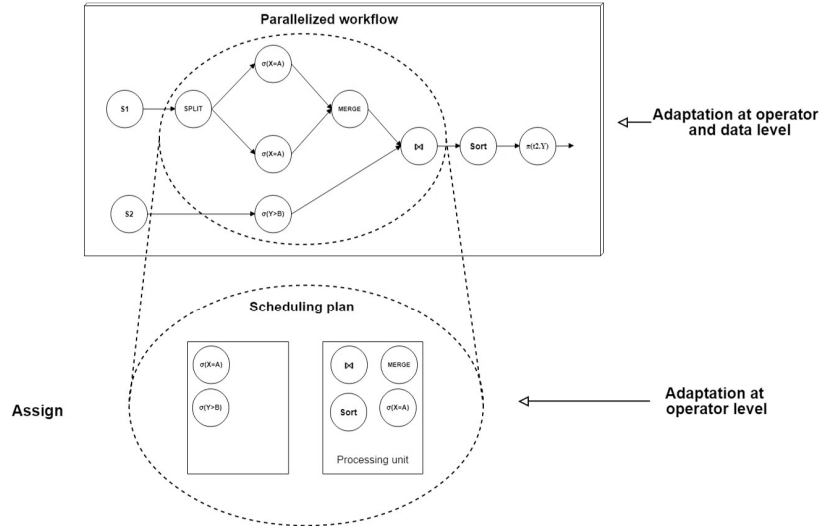 Parallelized workflow
σ(X=A)
S1
SPLIT
MERGE
σ(X=A)
⋈
Sort
π(t2.Y)
S2
σ(Y>B)
Adaptation at operator
and data level
Scheduling plan
σ(X=A)
⋈
MERGE
σ(Y>B)
Sort
σ(X=A)
Processing unit
Assign
Adaptation at
operator level